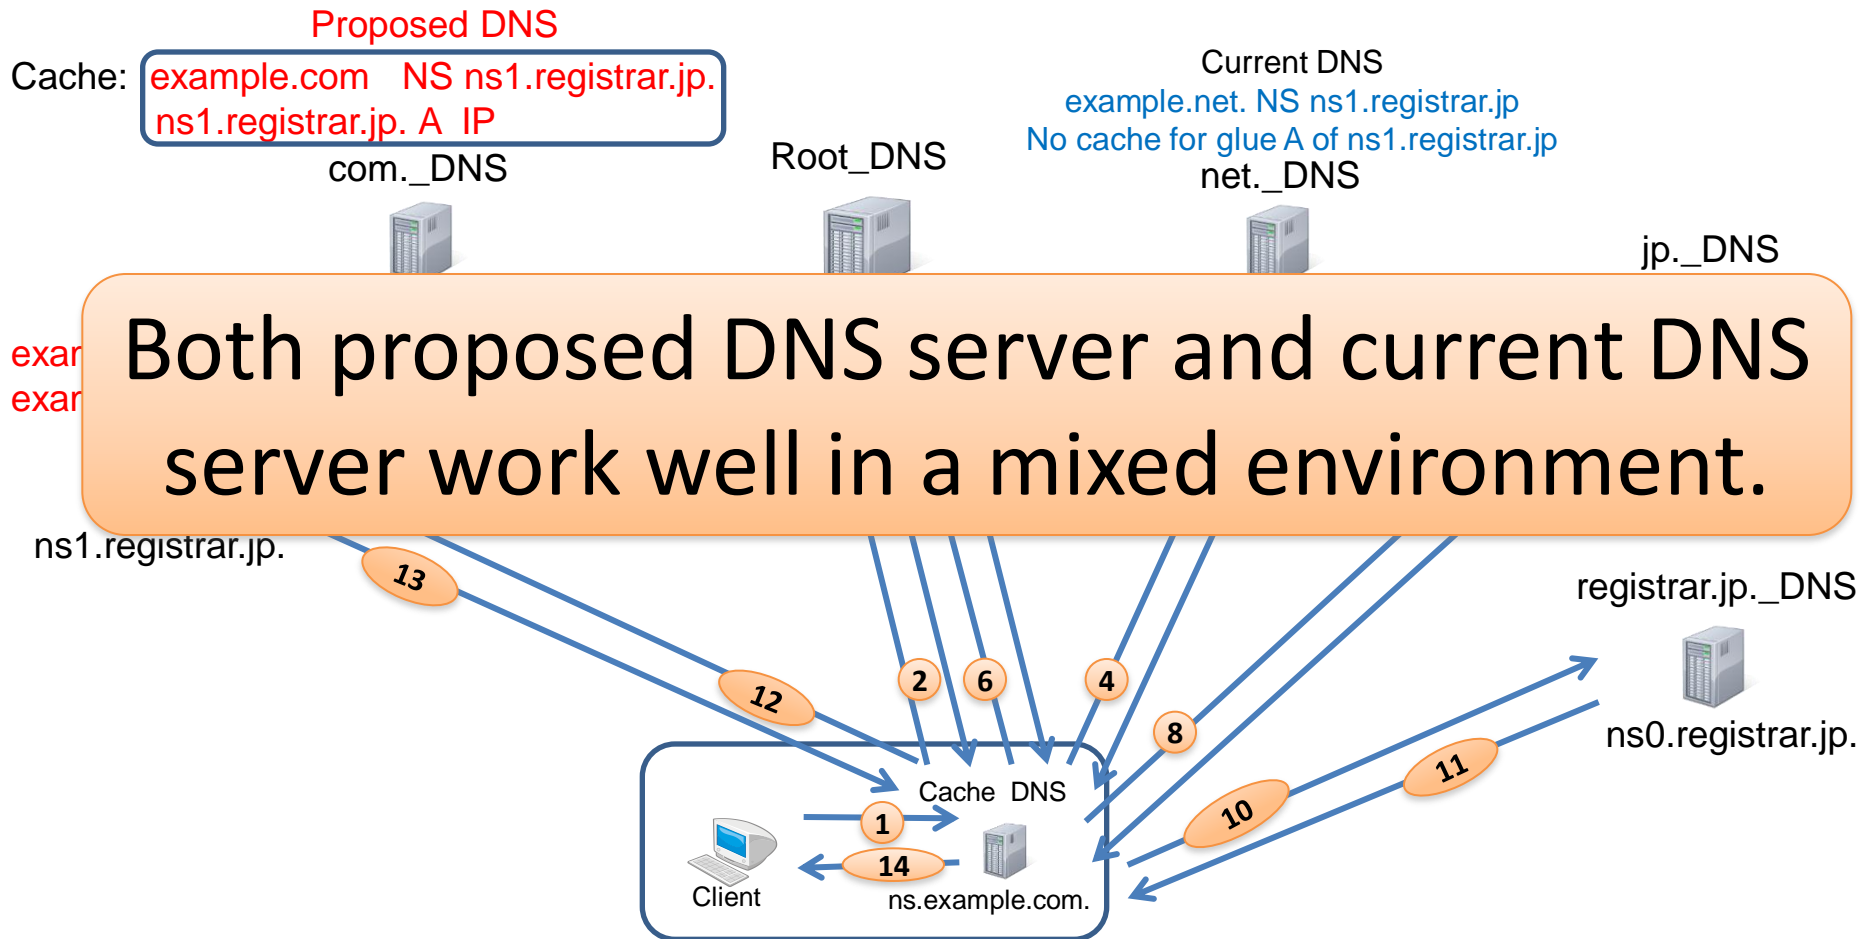 Proposed DNS
Cache: example.com NS ns1.registrar.jp.
ns1.registrar.jp. A IP
com._DNS
Root_DNS
Current DNS
example.net. NS ns1.registrar.jp
No cache for glue A of ns1.registrar.jp
net._DNS
jp._DNS
Both proposed DNS server and current DNS
server work well in a mixed environment.
ns1.registrar.jp.
13
12
2
6
4
8
registrar.jp._DNS
ns0.registrar.jp.
11
10
Cache DNS
1
14
Client
ns.example.com.